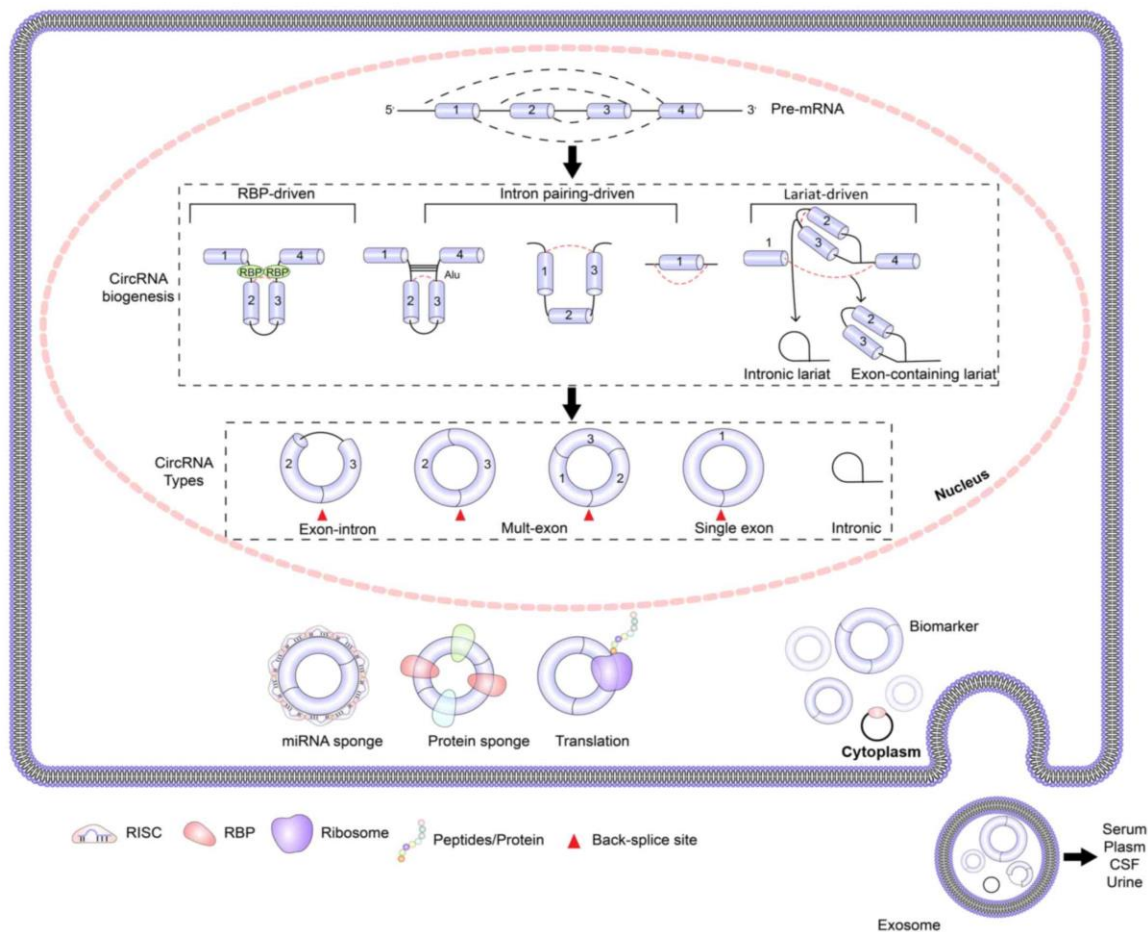 5' 1 2 3 4 3' Pre-mRNA
RBP-driven
Intron pairing-driven
Lariat-driven
CircRNA
biogenesis
1 4
RBP RBP
2 3
1 4
Alu
2 3
1 3
2
1
1 2
3
4
2
3
Intronic lariat
Exon-containing lariat
CircRNA
Types
2 3
2 3
3
1 2
1
Exon-intron
Mult-exon
Single exon
Intronic
Nucleus
miRNA sponge
Protein sponge
Translation
Biomarker
Cytoplasm
RISC
RBP
Ribosome
Peptides/Protein
Back-splice site
Exosome
Serum
Plasm
CSF
Urine